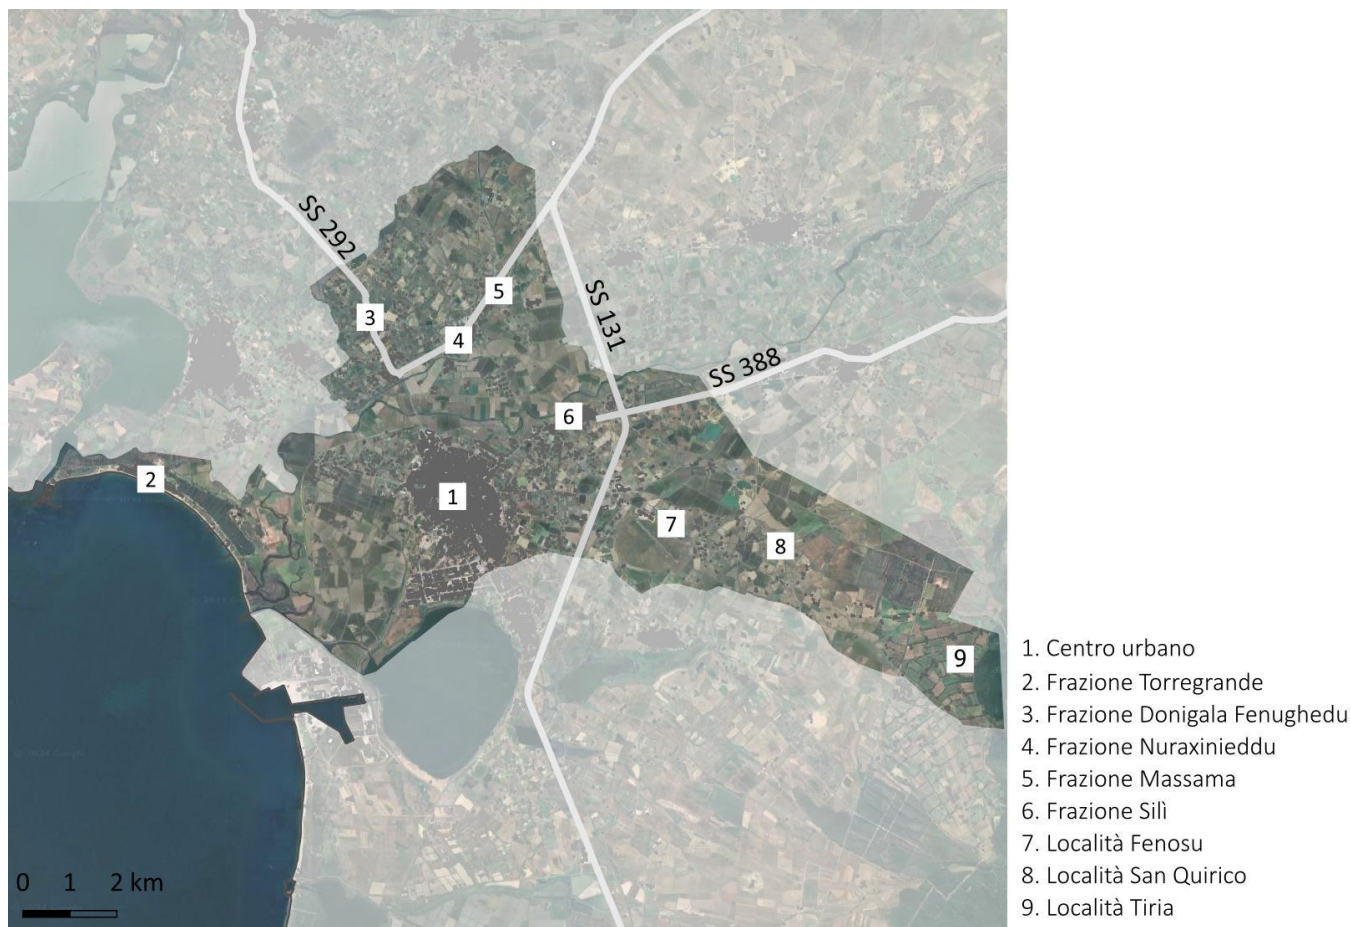 SS 292
SS 131
SS 388
5
3
4
6
2
1
7
8
9
0 1 2 km
1. Centro urbano
2. Frazione Torregrande
3. Frazione Donigala Fenughedu
4. Frazione Nuraxinieddu
5. Frazione Massama
6. Frazione Silì
7. Località Fenosu
8. Località San Quirico
9. Località Tiria